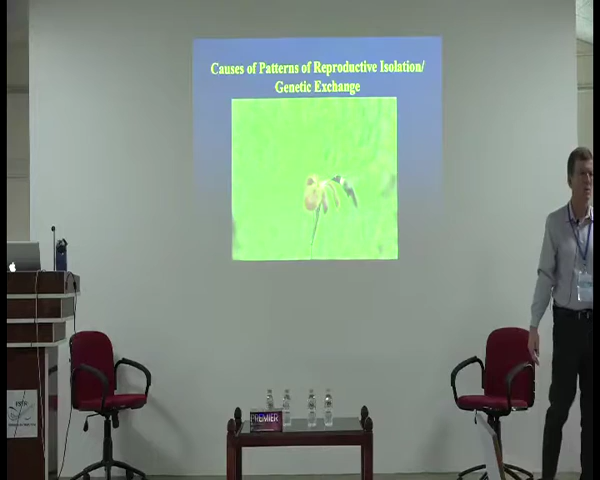 Causes of Patterns of Reproductive Isolation/
Genetic Exchange
PREMIER